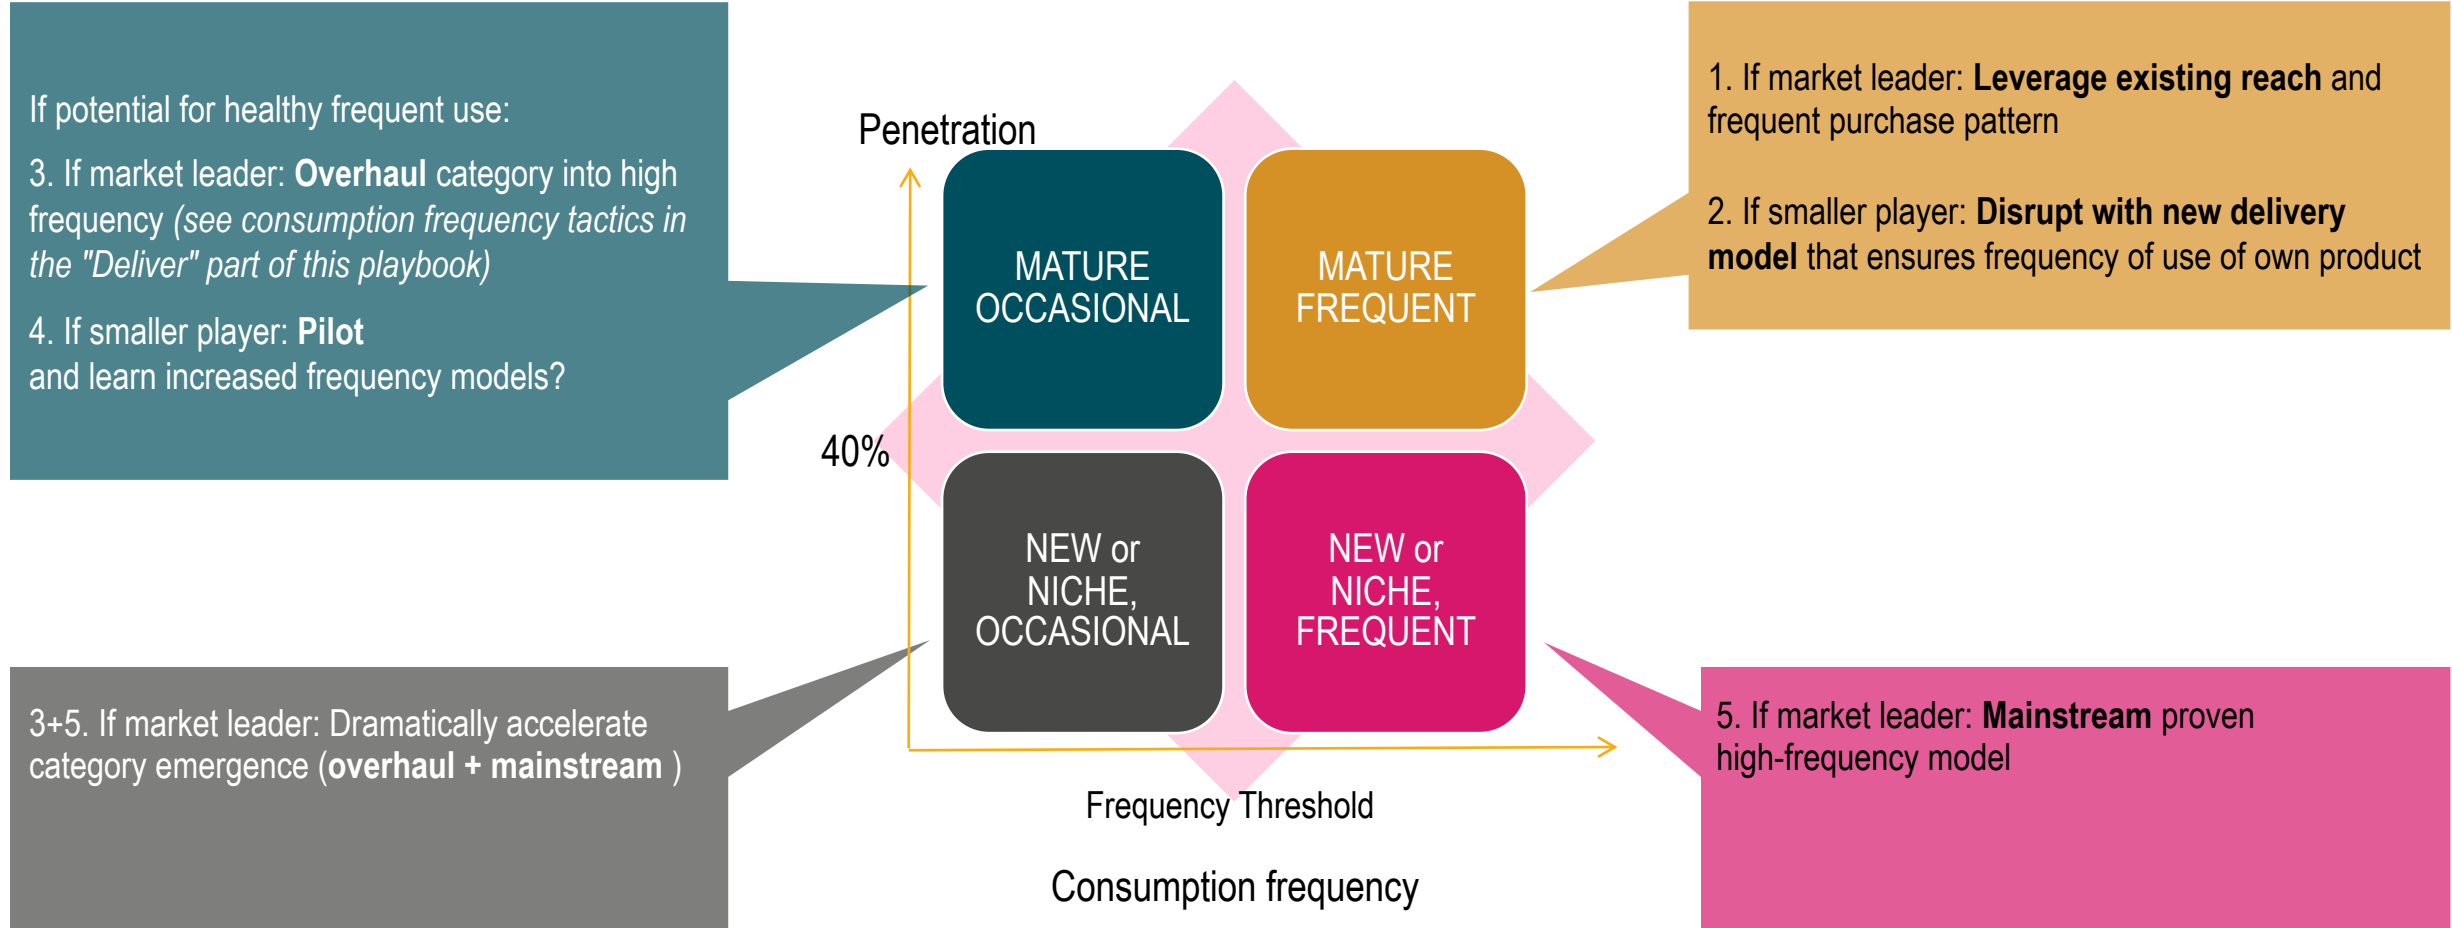 If potential for healthy frequent use:
3. If market leader: Overhaul category into high
frequency (see consumption frequency tactics in
the "Deliver" part of this playbook)
4. If smaller player: Pilot
and learn increased frequency models?
1. If market leader: Leverage existing reach and
frequent purchase pattern
2. If smaller player: Disrupt with new delivery
model that ensures frequency of use of own product
Penetration
40%
MATURE
OCCASIONAL
MATURE
FREQUENT
NEW or
NICHE,
OCCASIONAL
NEW or
NICHE,
FREQUENT
3+5. If market leader: Dramatically accelerate
category emergence (overhaul + mainstream )
5. If market leader: Mainstream proven
high-frequency model
Frequency Threshold
Consumption frequency